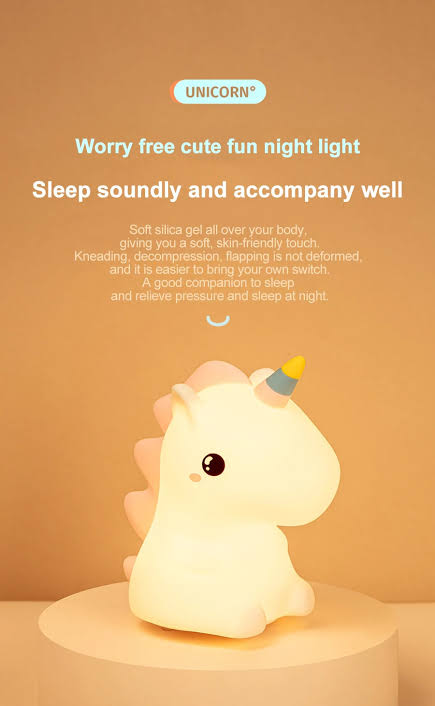 UNICORN°
Worry free cute fun night light
Sleep soundly and accompany well
Soft silica gel all over your body,
giving you a soft, skin-friendly touch.
Kneading, decompression, flapping is not deformed,
and it is easier to bring your own switch.
A good companion to sleep
and relieve pressure and sleep at night.